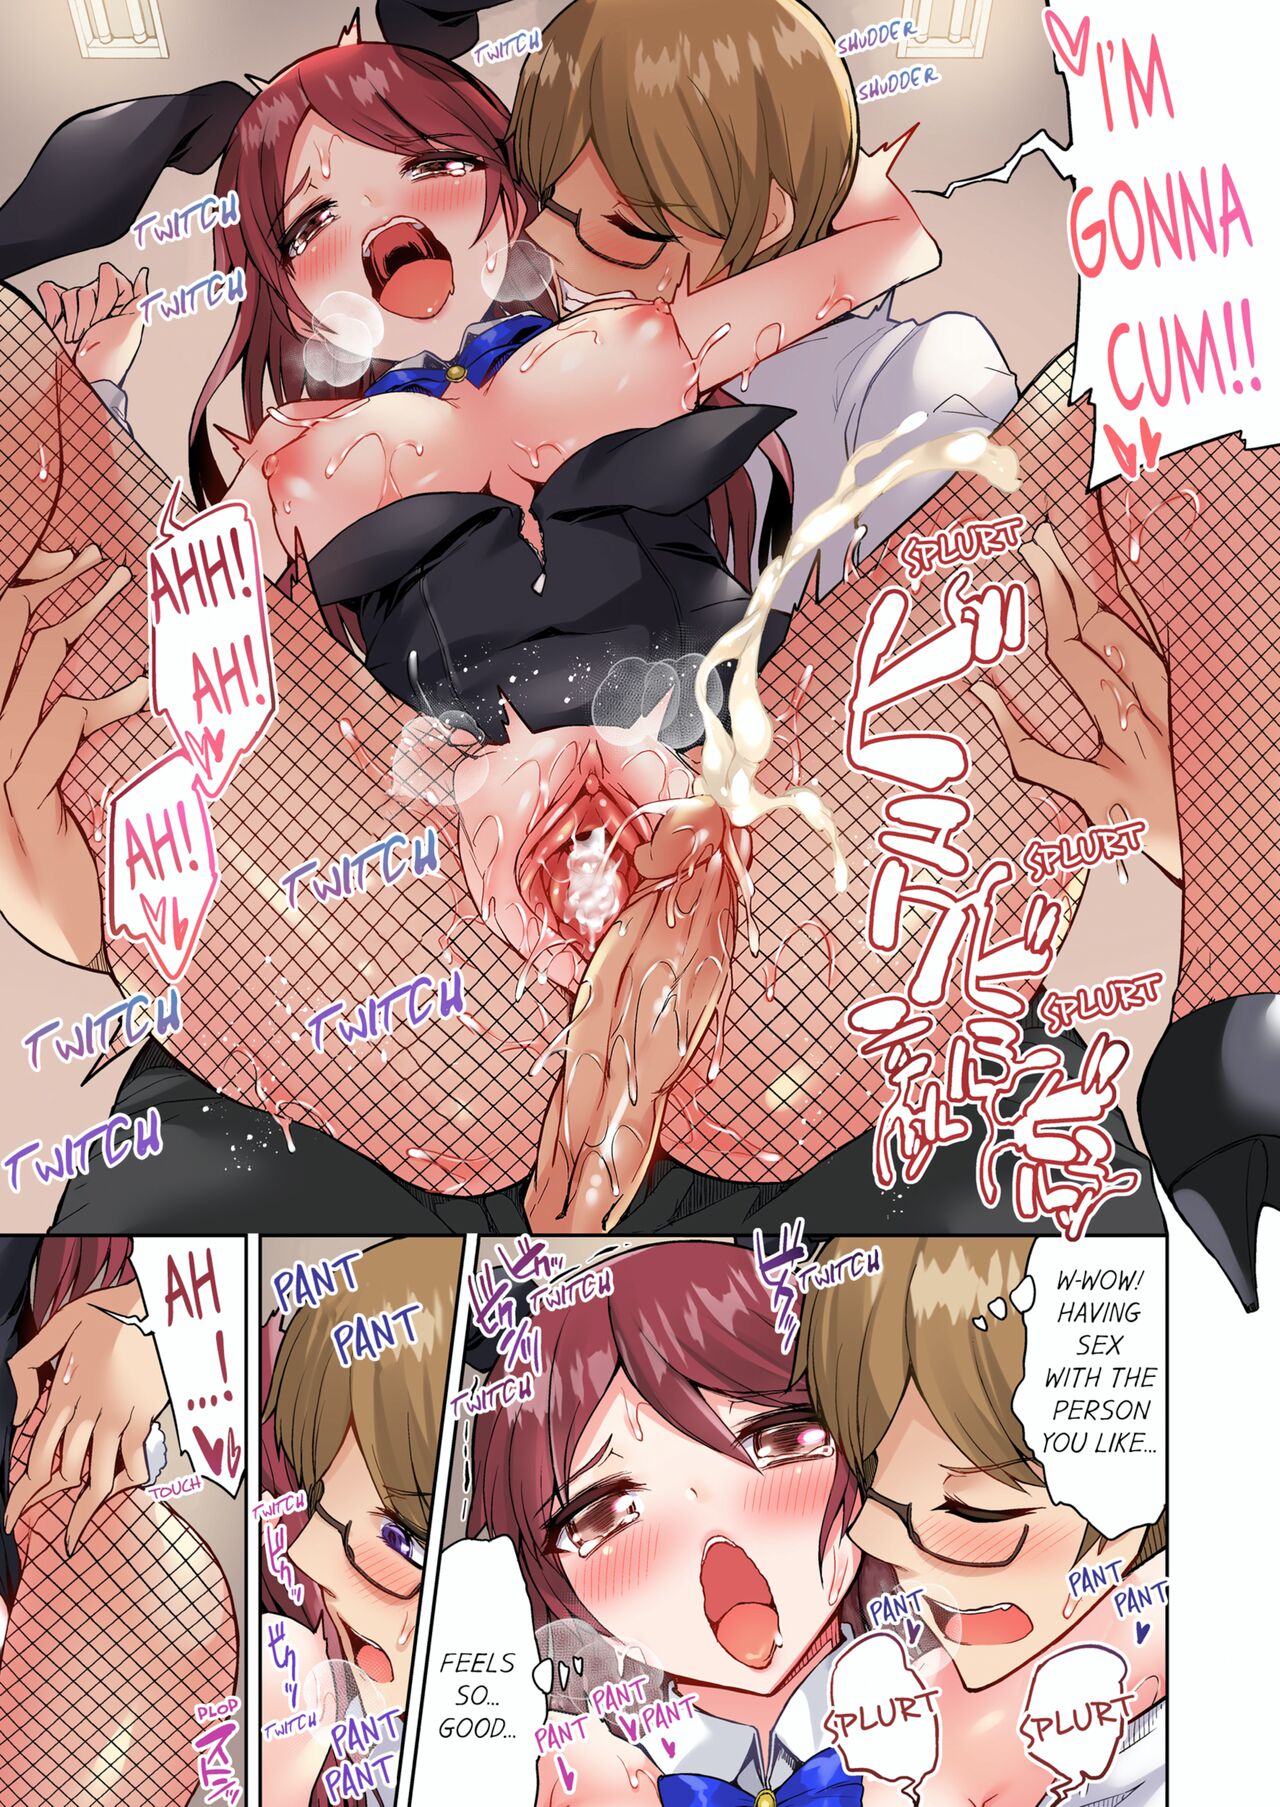 I'M
GONNA
CUM!!
SHUDDER
SHUDDER
TWITCH
TWITCH
TWITCH
AHH!
AH!
AH!
SPLURT
SPLURT
SPLURT
TWITCH
TWITCH
TWITCH
TWITCH
W-WOW!
HAVING
SEX
WITH THE
PERSON
YOU LIKE...
TWITCH
TWITCH
TWITCH
PANT
PANT
PANT
SPLURT
SPLURT
FEELS
SO...
GOOD...
PANT
PANT
PANT
PANT
PANT
TWITCH
TWITCH
PANT
PANT
AH
....!
TOUCH
PLOP